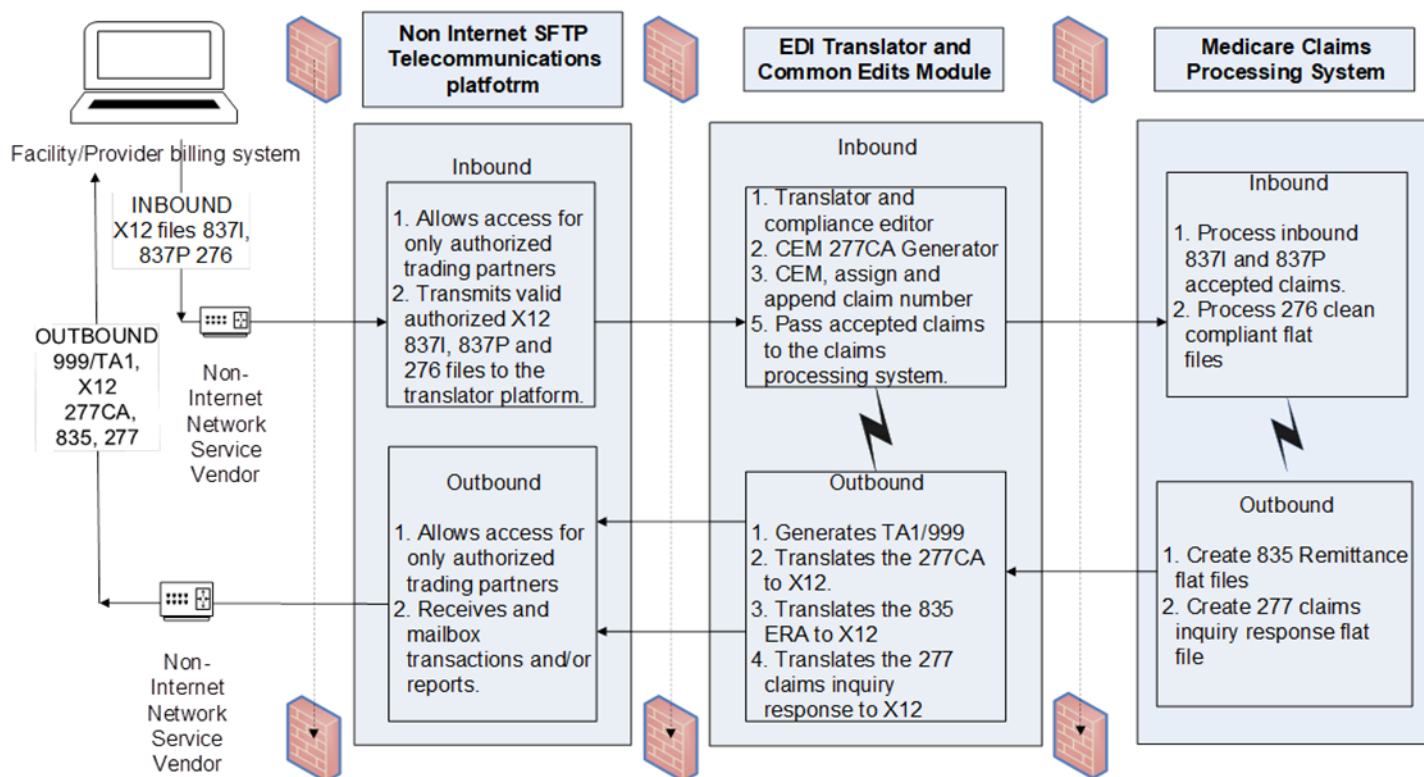 Non Internet SFTP
Telecommunications
platfotrm
EDI Translator and
Common Edits Module
Medicare Claims
Processing System
Facility/Provider billing system
INBOUND
X12 files 837I,
837P 276
OUTBOUND
999/TA1,
X12
277CA,
835, 277
Non-
Internet
Network
Service
Vendor
Non-
Internet
Network
Service
Vendor
Inbound
1. Allows access for
only authorized
trading partners
2. Transmits valid
authorized X12
837I, 837P and
276 files to the
translator platform.
Outbound
1. Allows access for
only authorized
trading partners
2. Receives and
mailbox
transactions and/or
reports.
Inbound
1. Translator and
compliance editor
2. CEM 277CA Generator
3. CEM, assign and
append claim number
5. Pass accepted claims
to the claims
processing system.
Outbound
1. Generates TA1/999
2. Translates the 277CA
to X12.
3. Translates the 835
ERA to X12
4. Translates the 277
claims inquiry
response to X12
Inbound
1. Process inbound
837I and 837P
accepted claims.
2. Process 276 clean
compliant flat
files
Outbound
1. Create 835 Remittance
flat files
2. Create 277 claims
inquiry response flat
file